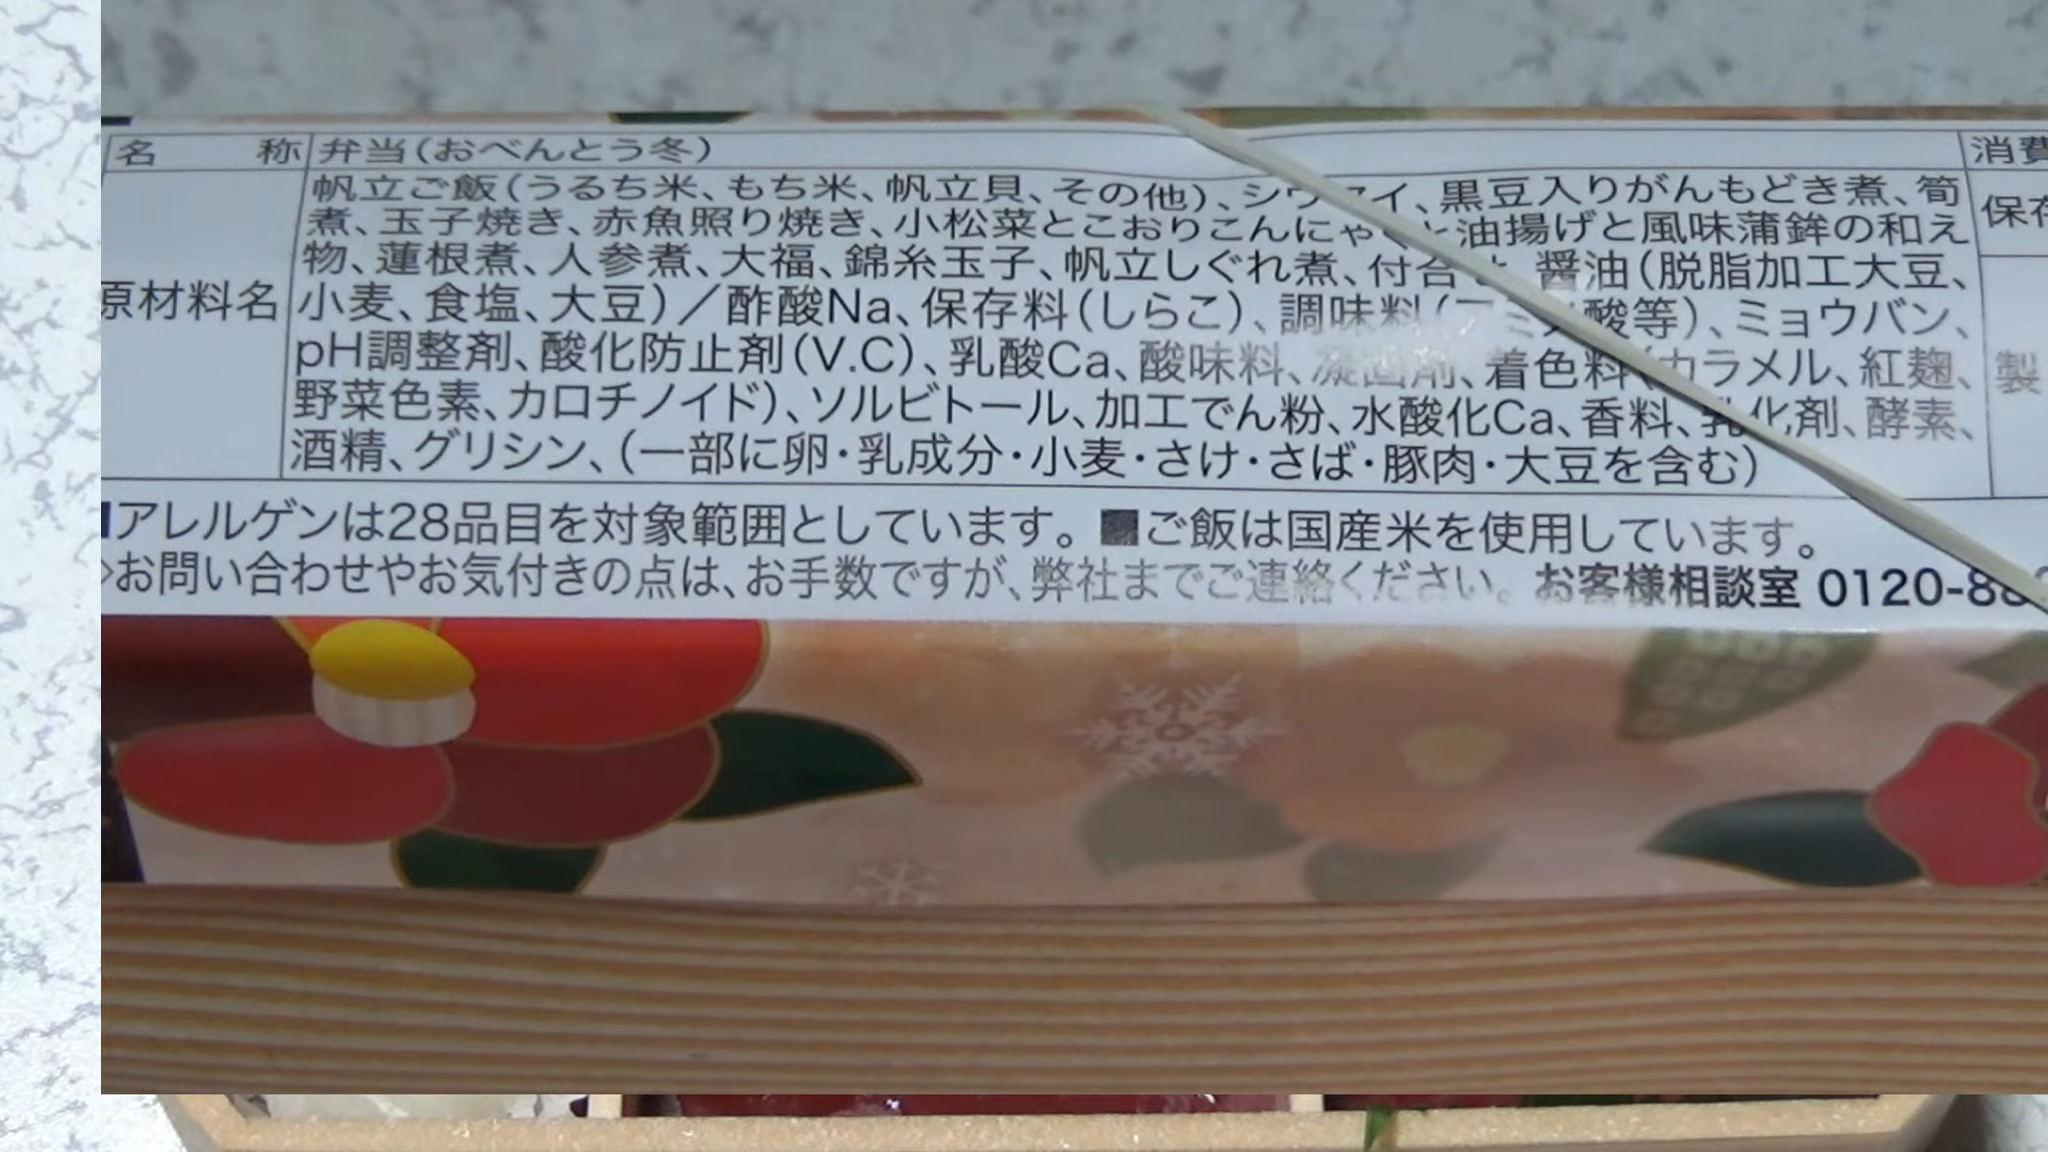 名 称 弁当(おべんとう冬) 消費
原材料名 帆立ご飯(うるち米、もち米、帆立貝、その他)、シウマイ、黒豆入りがんもどき煮、筍
煮、玉子焼き、赤魚照り焼き、小松菜とこおりこんにゃくと油揚げと風味蒲鉾の和え 保存
物、蓮根煮、人参煮、大福、錦糸玉子、帆立しぐれ煮、付合せ、醤油(脱脂加工大豆、
小麦、食塩、大豆)/酢酸Na、保存料(しらこ)、調味料(アミノ酸等)、ミョウバン、
pH調整剤、酸化防止剤(V.C)、乳酸Ca、酸味料、凝固剤、着色料(カラメル、紅麹、 製
野菜色素、カロチノイド)、ソルビトール、加工でん粉、水酸化Ca、香料、乳化剤、酵素、
酒精、グリシン、(一部に卵・乳成分・小麦・さけ・さば・豚肉・大豆を含む)
■アレルゲンは28品目を対象範囲としています。■ご飯は国産米を使用しています。
◇お問い合わせやお気付きの点は、お手数ですが、弊社までご連絡ください。お客様相談室 0120-88